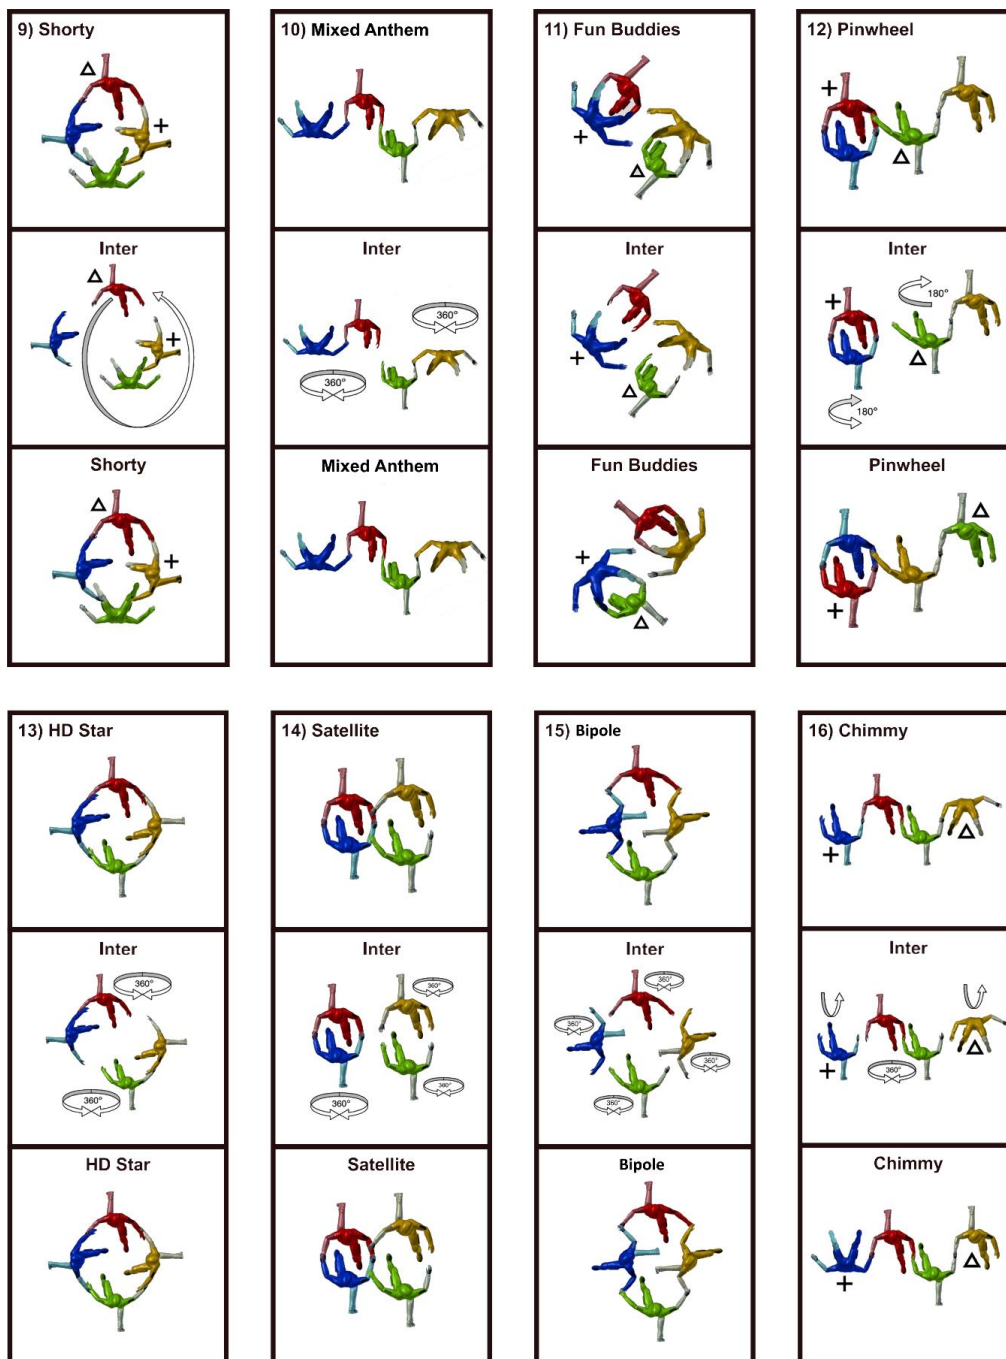 9) Shorty
△
+
Inter
△
+
Shorty
△
+
10) Mixed Anthem
Inter
360°
360°
Mixed Anthem
11) Fun Buddies
+
△
Inter
+
△
Fun Buddies
+
△
12) Pinwheel
+
△
Inter
180°
+
△
180°
Pinwheel
△
+
13) HD Star
Inter
360°
360°
HD Star
14) Satellite
Inter
360°
360°
360°
Satellite
15) Bipole
Inter
360°
360°
360°
360°
Bipole
16) Chimmy
+
△
Inter
+
△
360°
Chimmy
△
+